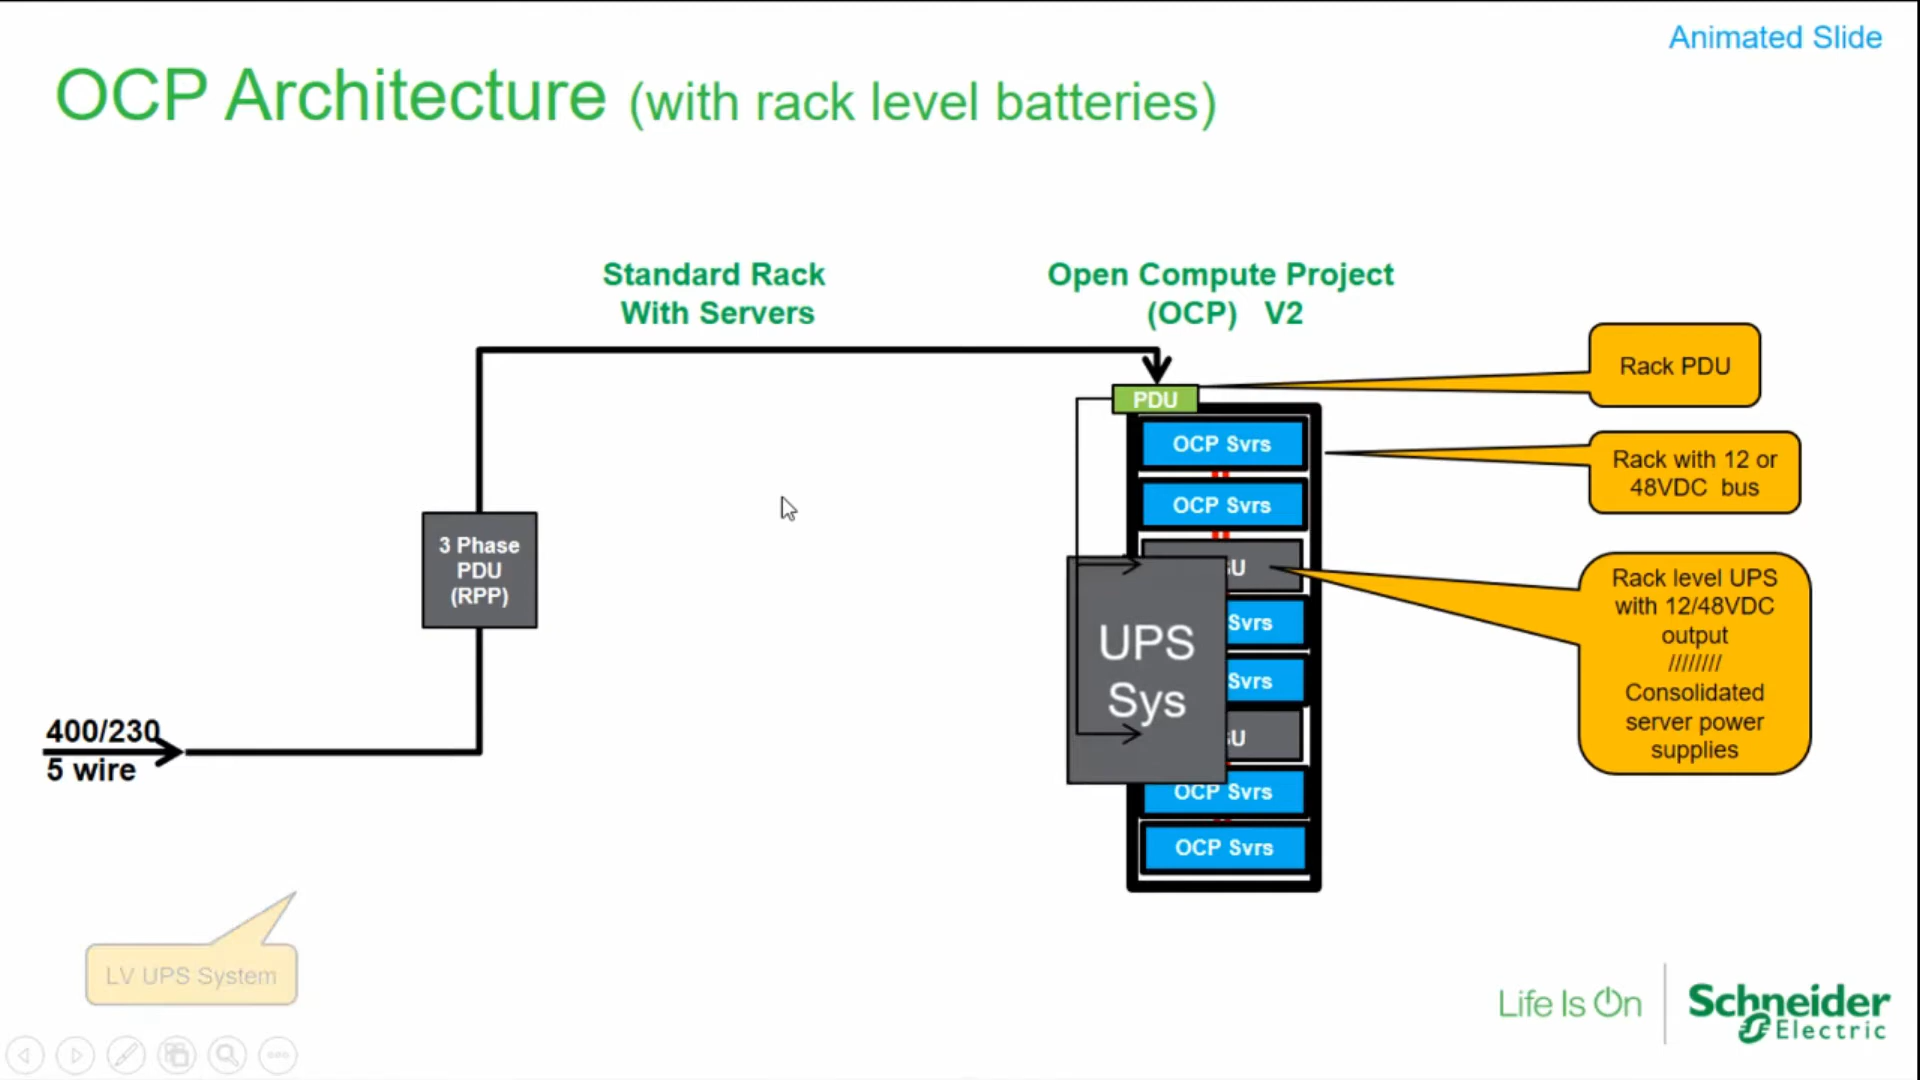 Animated Slide
OCP Architecture (with rack level batteries)
Standard Rack
With Servers
Open Compute Project
(OCP) V2
Rack PDU
PDU
OCP Svrs
Rack with 12 or
48VDC bus
OCP Svrs
3 Phase
PDU
(RPP)
UPS
Sys
U
Svrs
Svrs
U
OCP Svrs
OCP Svrs
Rack level UPS
with 12/48VDC
output
////////
Consolidated
server power
supplies
400/230
5 wire
LV UPS System
Life Is On
Schneider
Electric